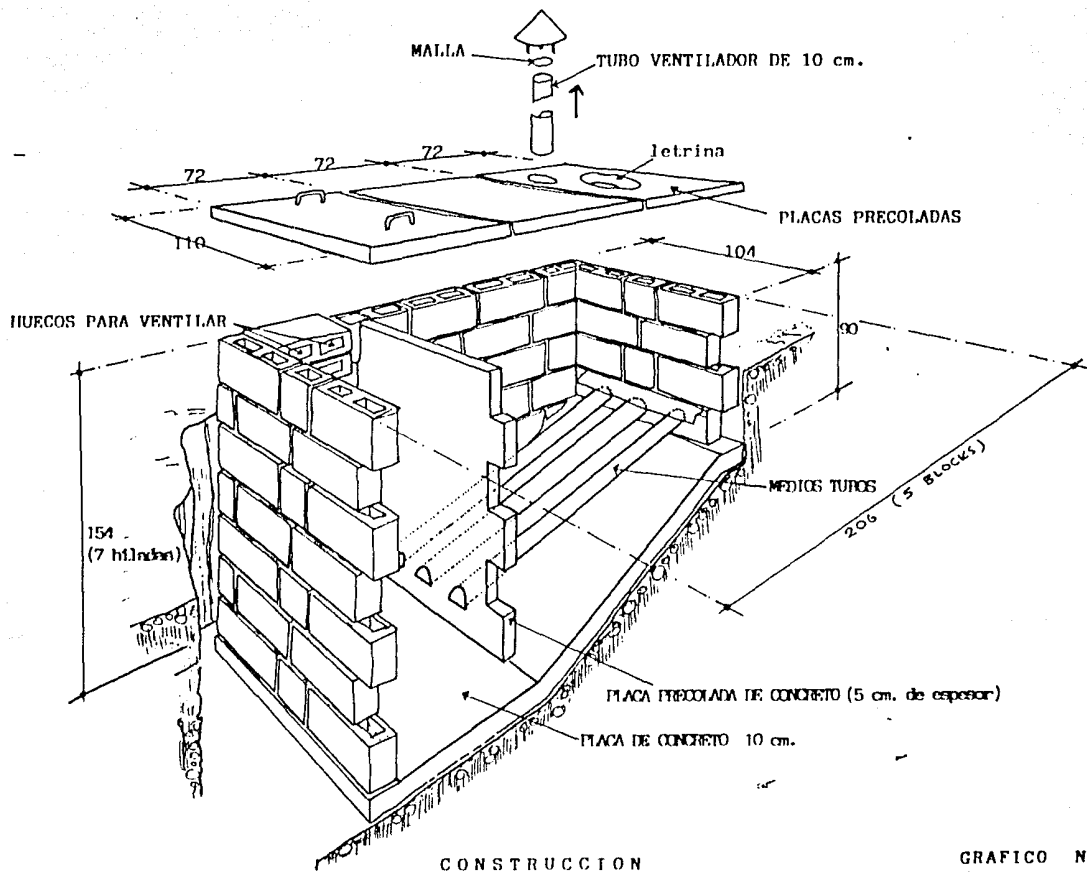 MALLA
TUBO VENTILADOR DE 10 cm.
72
72
72
letrina
PLACAS PRECOLADAS
110
104
HUECOS PARA VENTILAR
90
MEDIOS TUBOS
206 (5 BLOCKS)
154
(7 hiladas)
PLACA PRECOLADA DE CONCRETO (5 cm. de espesor)
PLACA DE CONCRETO 10 cm.
CONSTRUCCION
GRAFICO N